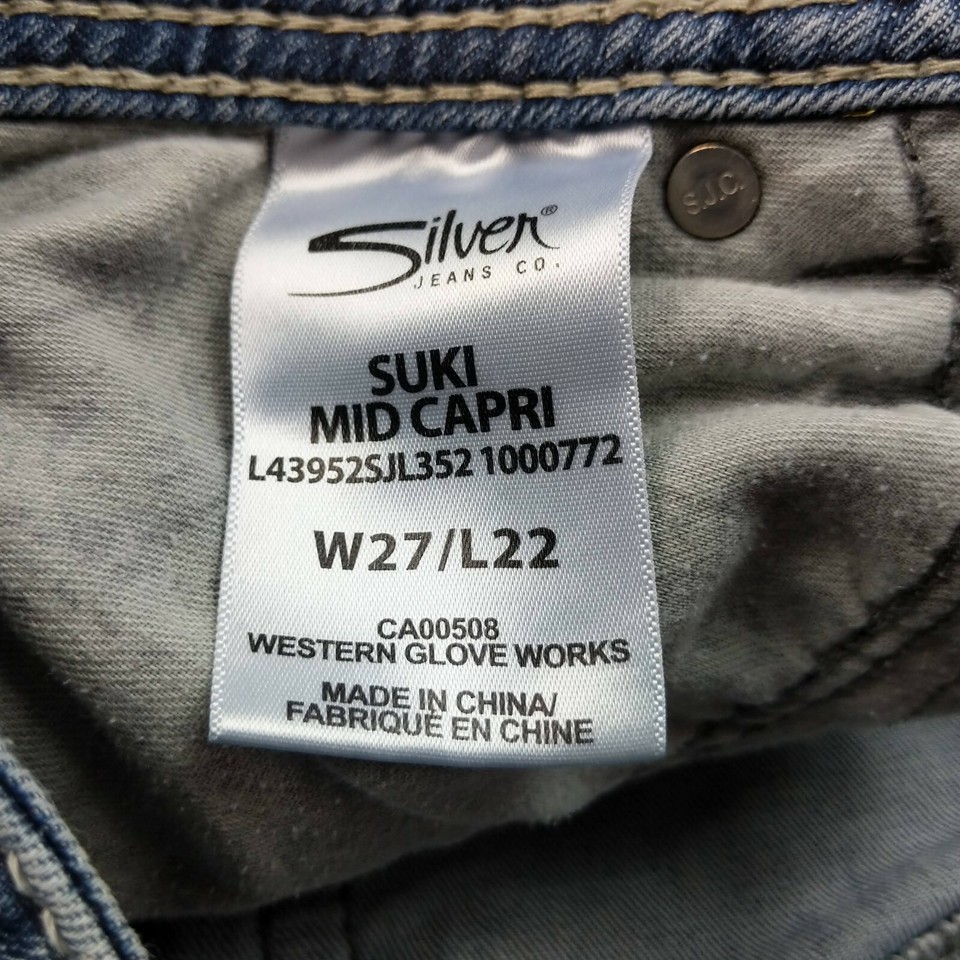 Silver®
JEANS CO.
S.J.C.
SUKI
MID CAPRI
L43952SJL352 1000772
W27/L22
CA00508
WESTERN GLOVE WORKS
MADE IN CHINA/
FABRIQUE EN CHINE